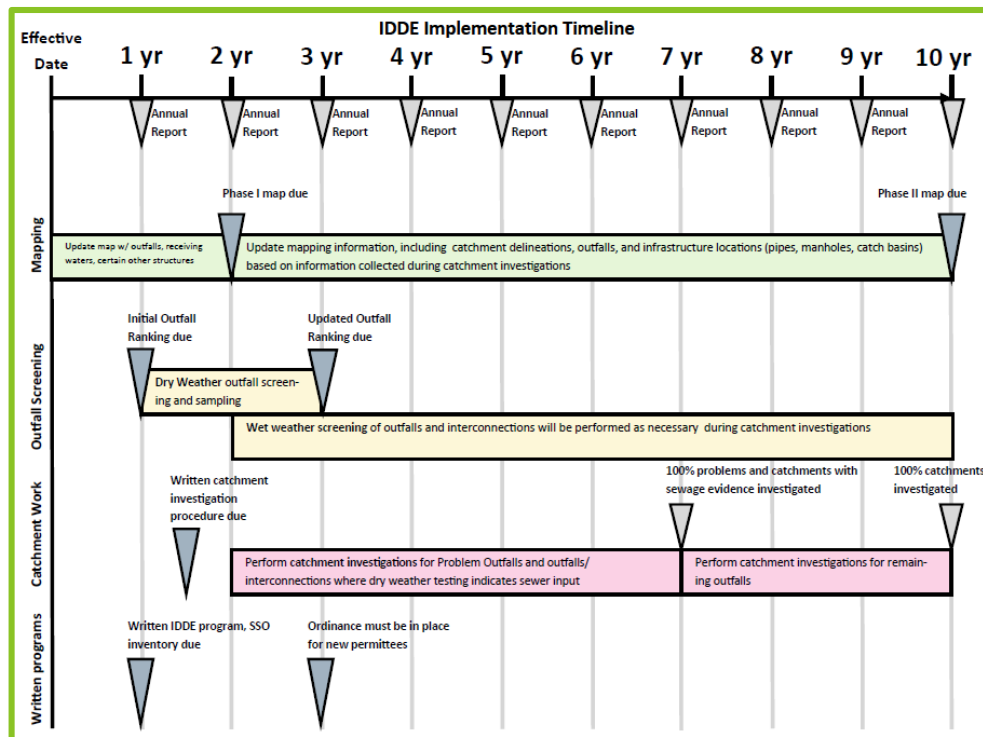 IDDE Implementation Timeline
Effective
Date
1 yr
2 yr
3 yr
4 yr
5 yr
6 yr
7 yr
8 yr
9 yr
10 yr
Annual
Report
Annual
Report
Annual
Report
Annual
Report
Annual
Report
Annual
Report
Annual
Report
Annual
Report
Annual
Report
Mapping
Phase I map due
Phase II map due
Update map w/ outfalls, receiving
waters, certain other structures
Update mapping information, including catchment delineations, outfalls, and infrastructure locations (pipes, manholes, catch basins)
based on information collected during catchment investigations
Outfall Screening
Initial Outfall
Ranking due
Updated Outfall
Ranking due
Dry Weather outfall screen-
ing and sampling
Wet weather screening of outfalls and interconnections will be performed as necessary during catchment investigations
Catchment Work
Written catchment
investigation
procedure due
100% problems and catchments with
sewage evidence investigated
100% catchments
investigated
Perform catchment investigations for Problem Outfalls and outfalls/
interconnections where dry weather testing indicates sewer input
Perform catchment investigations for remain-
ing outfalls
Written programs
Written IDDE program, SSO
inventory due
Ordinance must be in place
for new permittees